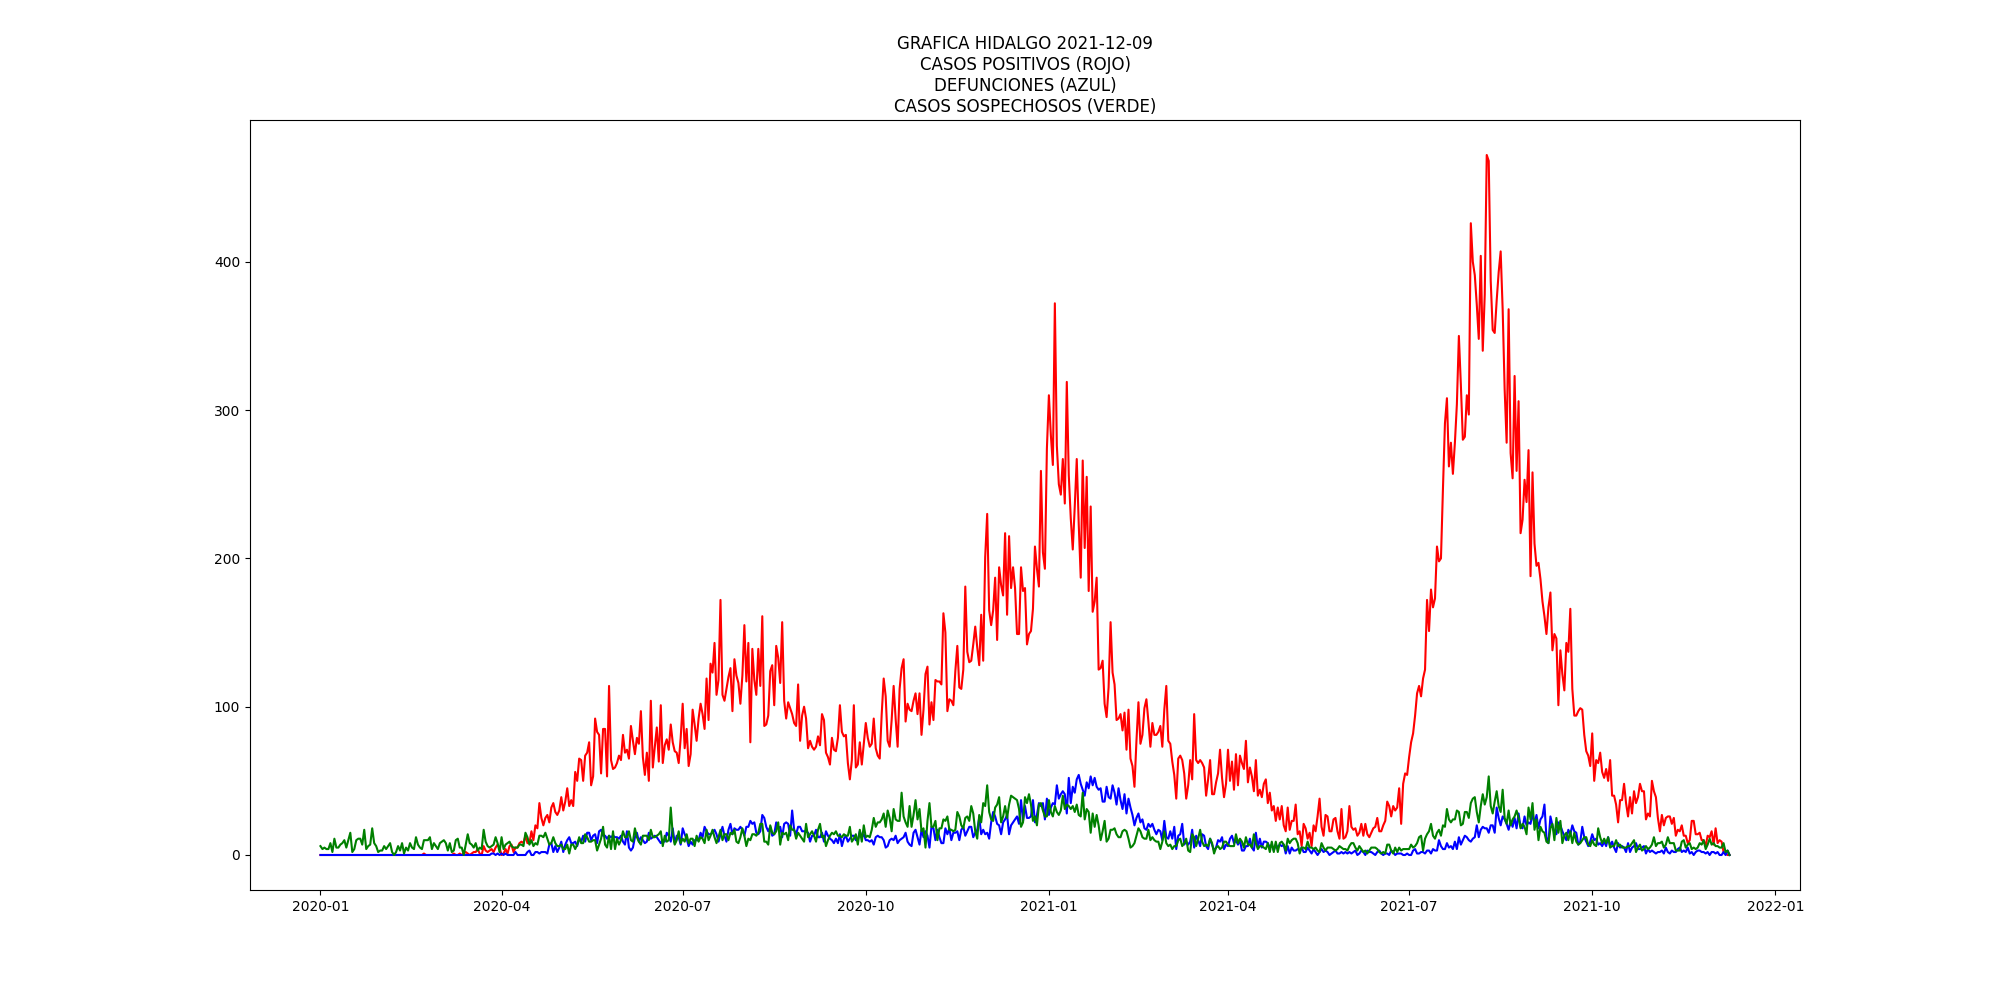 GRAFICA HIDALGO 2021-12-09
CASOS POSITIVOS (ROJO)
DEFUNCIONES (AZUL)
CASOS SOSPECHOSOS (VERDE)
400
300
200
100
0
2020-01 2020-04 2020-07 2020-10 2021-01 2021-04 2021-07 2021-10 2022-01